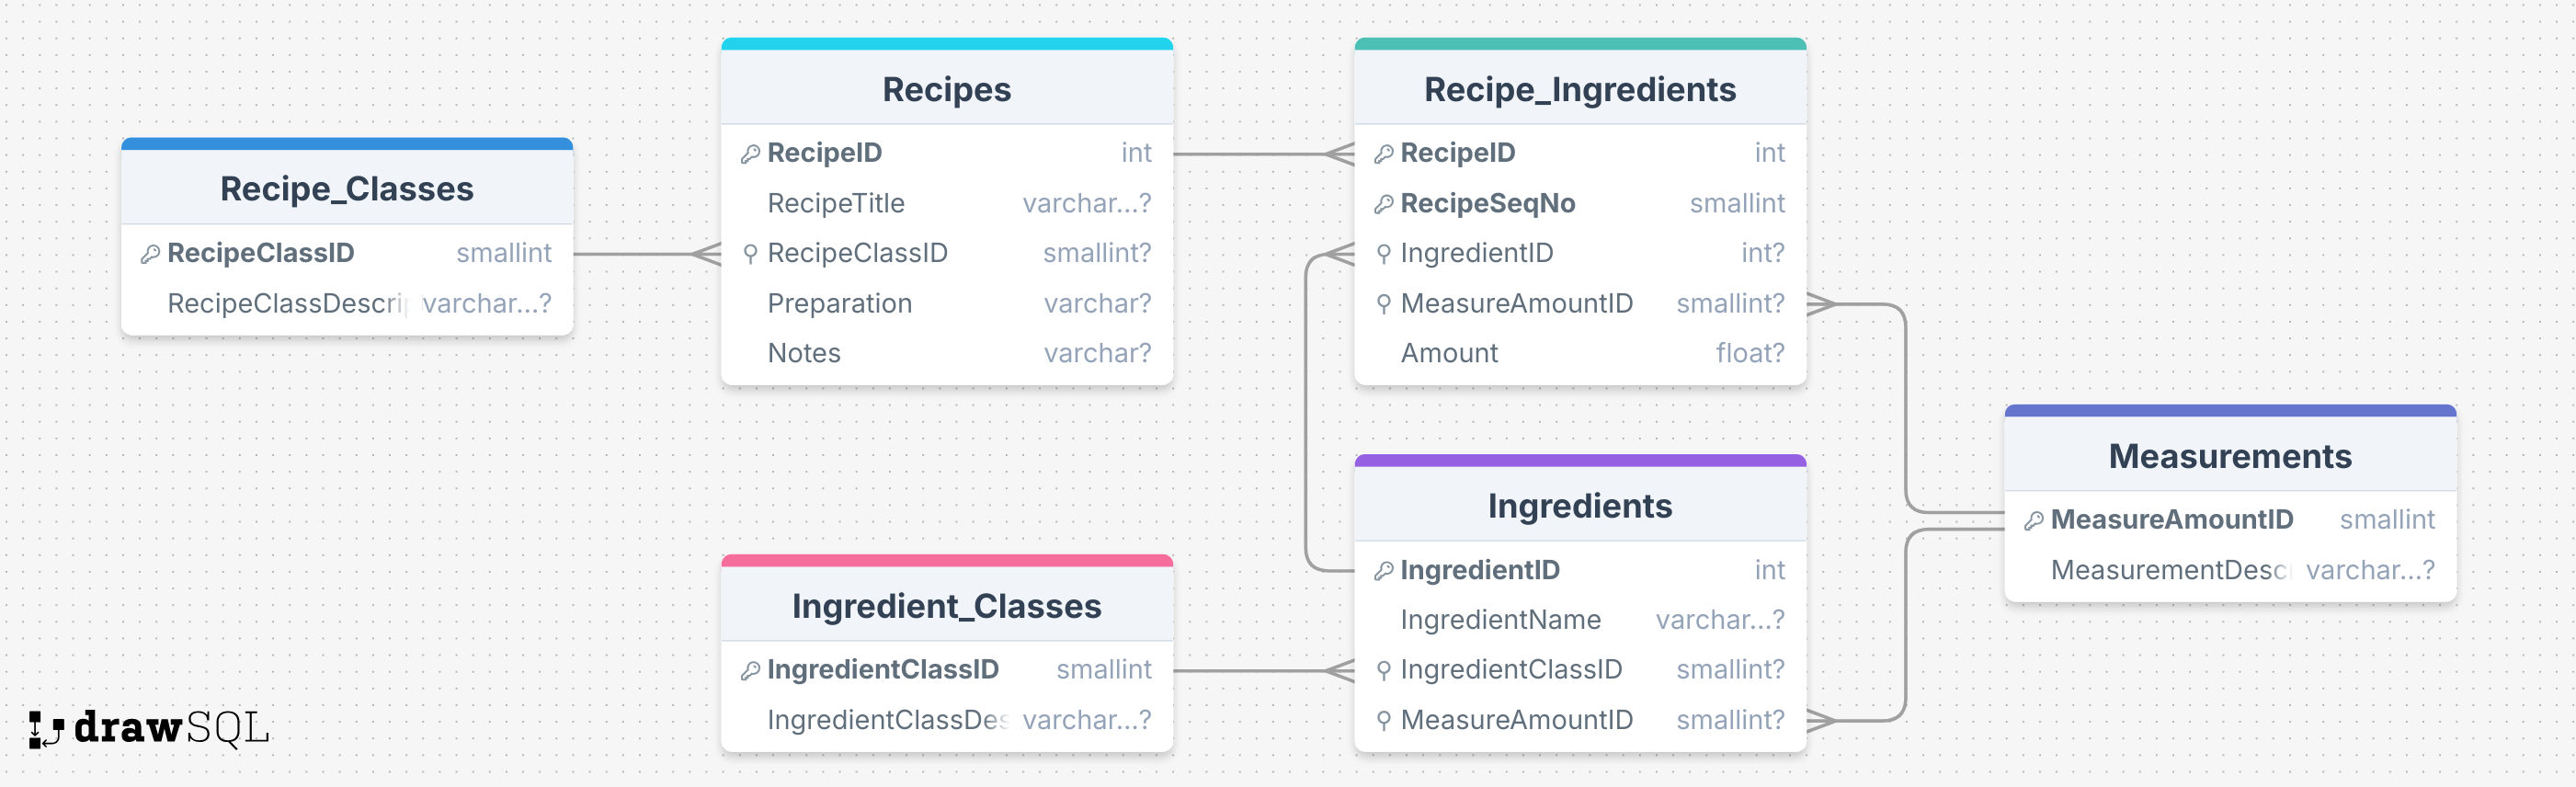 Recipe_Classes
RecipeClassID smallint
RecipeClassDescri varchar...?
Recipes
RecipeID int
RecipeTitle varchar...?
RecipeClassID smallint?
Preparation varchar?
Notes varchar?
Recipe_Ingredients
RecipeID int
RecipeSeqNo smallint
IngredientID int?
MeasureAmountID smallint?
Amount float?
Ingredient_Classes
IngredientClassID smallint
IngredientClassDes varchar...?
Ingredients
IngredientID int
IngredientName varchar...?
IngredientClassID smallint?
MeasureAmountID smallint?
Measurements
MeasureAmountID smallint
MeasurementDesc varchar...?
drawSQL